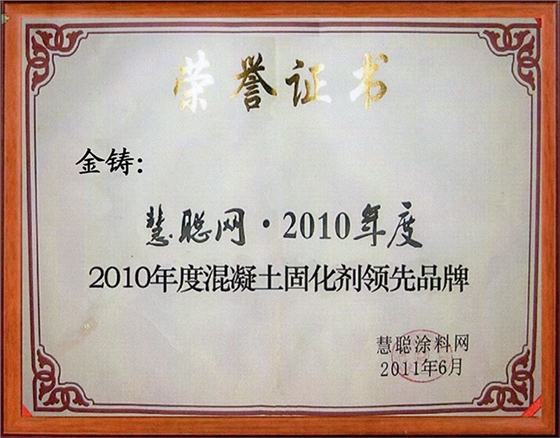 荣誉证书
金铸:
慧聪网·2010年度
2010年度混凝土固化剂领先品牌
慧聪涂料网
2011年6月